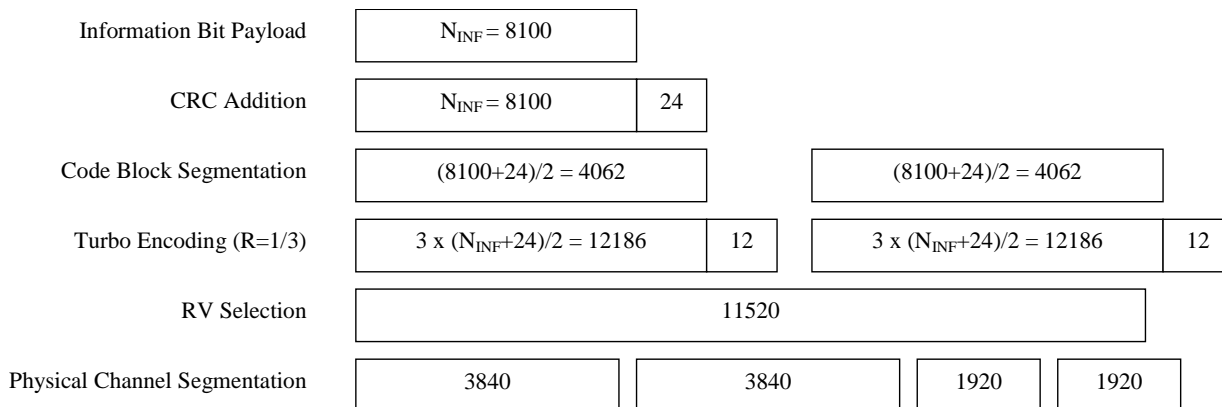 Information Bit Payload N_INF = 8100
CRC Addition N_INF = 8100 24
Code Block Segmentation (8100+24)/2 = 4062 (8100+24)/2 = 4062
Turbo Encoding (R=1/3) 3 x (N_INF+24)/2 = 12186 12 3 x (N_INF+24)/2 = 12186 12
RV Selection 11520
Physical Channel Segmentation 3840 3840 1920 1920